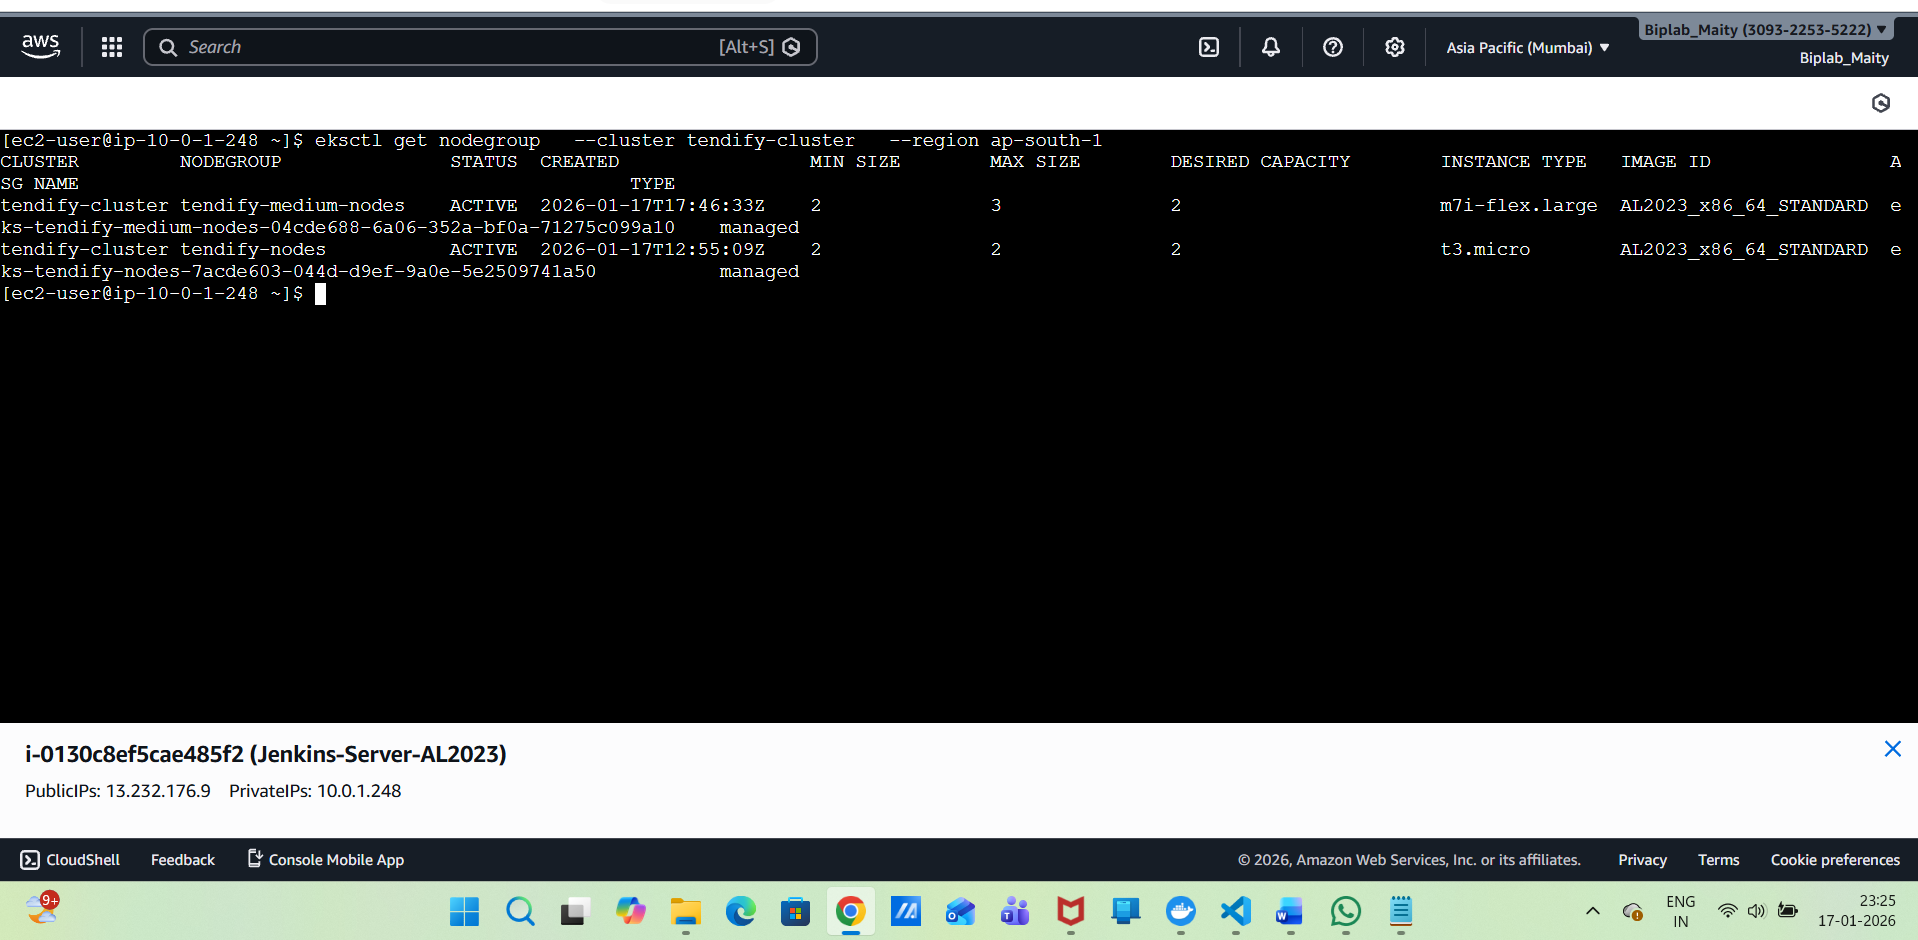 aws
Search
[Alt+S]
Asia Pacific (Mumbai) ▼
Biplab_Maity (3093-2253-5222) ▼
Biplab_Maity
[ec2-user@ip-10-0-1-248 ~]$ eksctl get nodegroup   --cluster tendify-cluster   --region ap-south-1
CLUSTER         NODEGROUP               STATUS  CREATED                 MIN SIZE        MAX SIZE        DESIRED CAPACITY        INSTANCE TYPE   IMAGE ID                A
SG NAME                                                 TYPE
tendify-cluster tendify-medium-nodes    ACTIVE  2026-01-17T17:46:33Z    2               3               2                       m7i-flex.large  AL2023_x86_64_STANDARD  e
ks-tendify-medium-nodes-04cde688-6a06-352a-bf0a-71275c099a10    managed
tendify-cluster tendify-nodes           ACTIVE  2026-01-17T12:55:09Z    2               2               2                       t3.micro        AL2023_x86_64_STANDARD  e
ks-tendify-nodes-7acde603-044d-d9ef-9a0e-5e2509741a50           managed
[ec2-user@ip-10-0-1-248 ~]$
i-0130c8ef5cae485f2 (Jenkins-Server-AL2023)
PublicIPs: 13.232.176.9   PrivateIPs: 10.0.1.248
CloudShell   Feedback   Console Mobile App   © 2026, Amazon Web Services, Inc. or its affiliates.   Privacy   Terms   Cookie preferences
9+
ENG
IN
23:25
17-01-2026